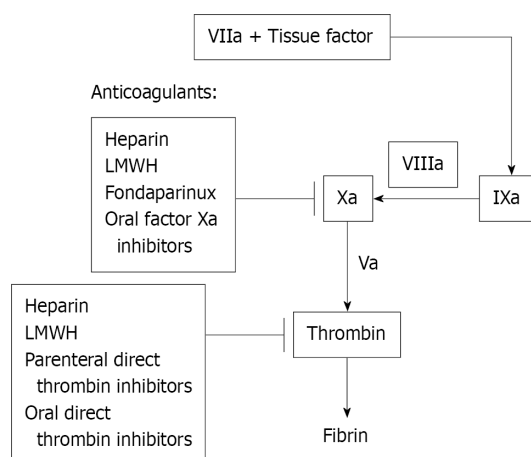 VIIa + Tissue factor
Anticoagulants:
Heparin
LMWH
Fondaparinux
Oral factor Xa
inhibitors
VIIIa
Xa
IXa
Va
Heparin
LMWH
Parenteral direct
thrombin inhibitors
Oral direct
thrombin inhibitors
Thrombin
Fibrin